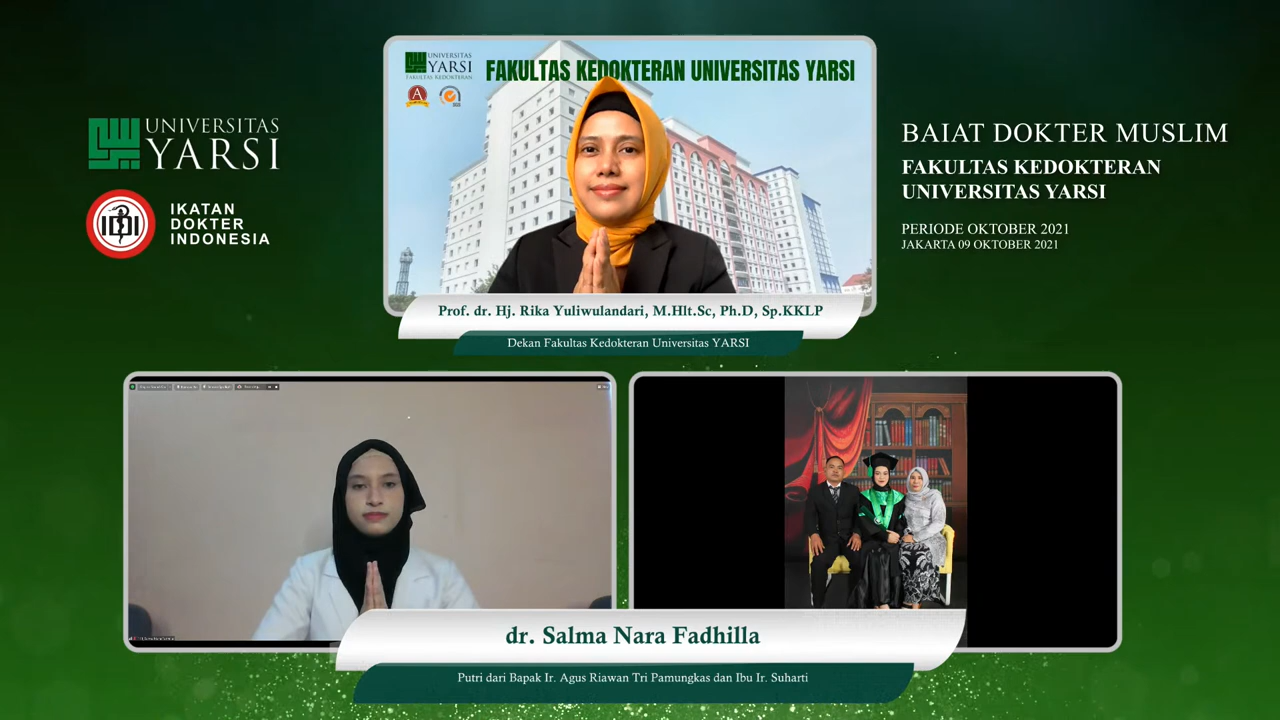 UNIVERSITAS
YARSI
IKATAN
DOKTER
INDONESIA
UNIVERSITAS
YARSI
FAKULTAS KEDOKTERAN
FAKULTAS KEDOKTERAN UNIVERSITAS YARSI
A
SGS
Prof. dr. Hj. Rika Yuliwulandari, M.Hlt.Sc, Ph.D, Sp.KKLP
Dekan Fakultas Kedokteran Universitas YARSI
BAIAT DOKTER MUSLIM
FAKULTAS KEDOKTERAN
UNIVERSITAS YARSI
PERIODE OKTOBER 2021
JAKARTA 09 OKTOBER 2021
dr. Salma Nara Fadhilla
Putri dari Bapak Ir. Agus Riawan Tri Pamungkas dan Ibu Ir. Suharti